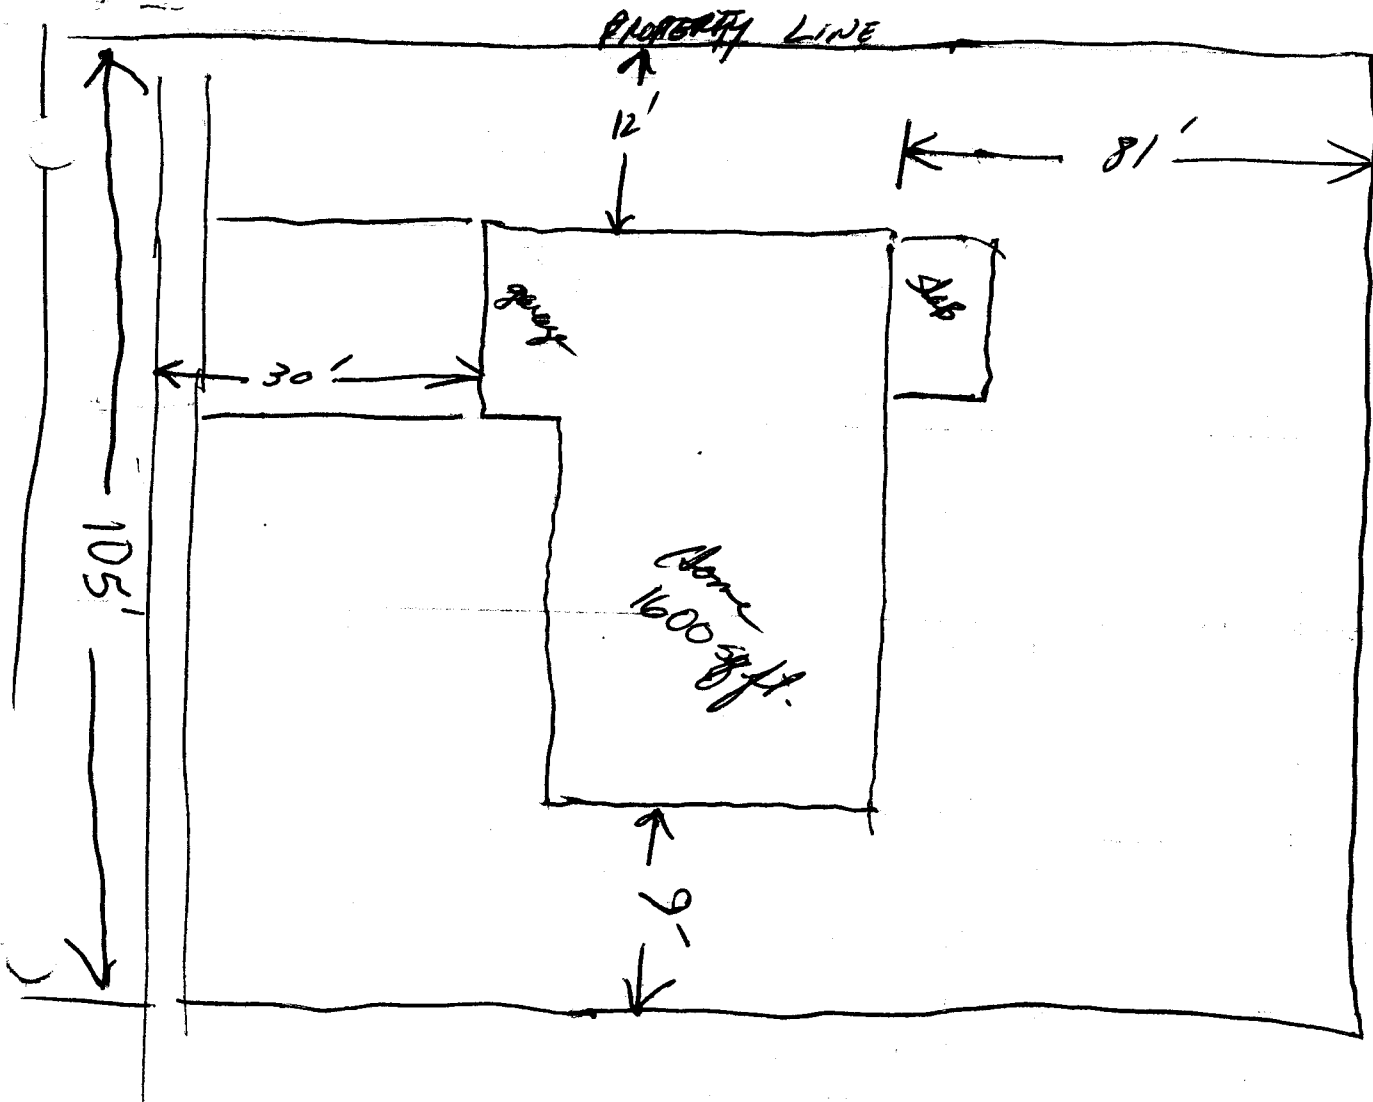 PROPERTY LINE
12'
81'
garage
slab
30'
105'
Home
1600 sq ft.
9'